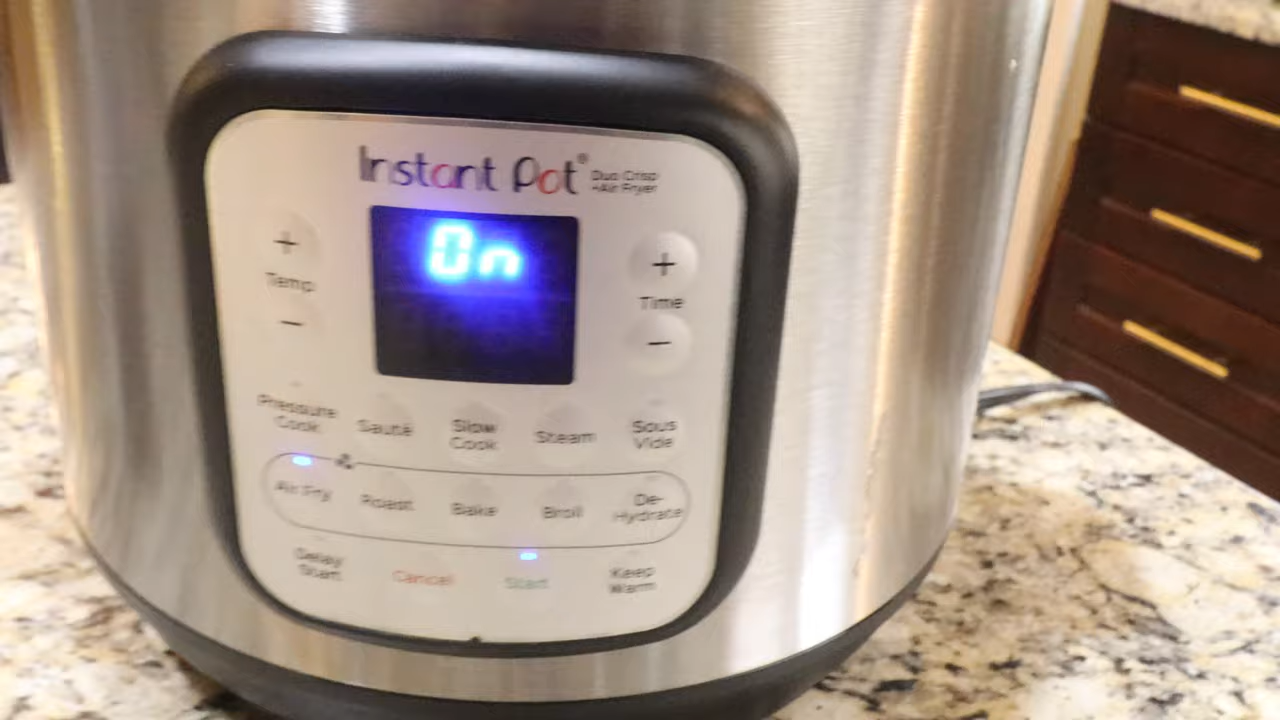 Instant Pot®
Duo Crisp
+Air Fryer
On
+
Temp
−
+
Time
−
Pressure
Cook
Sauté
Slow
Cook
Steam
Sous
Vide
Air Fry
Roast
Bake
Broil
De-
Hydrate
Delay
Start
Cancel
Start
Keep
Warm